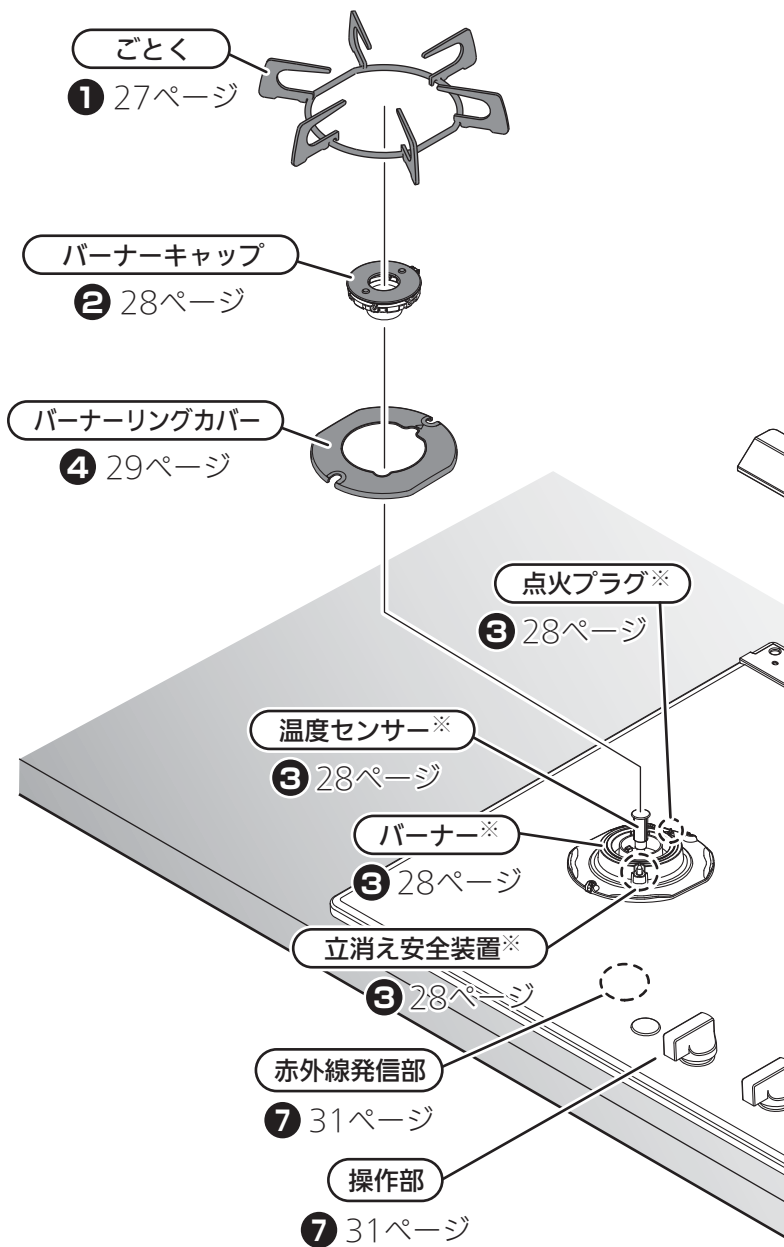 ごとく
❶ 27ページ
バーナーキャップ
❷ 28ページ
バーナーリングカバー
❹ 29ページ
点火プラグ※
❸ 28ページ
温度センサー※
❸ 28ページ
バーナー※
❸ 28ページ
立消え安全装置※
❸ 28ページ
赤外線発信部
❼ 31ページ
操作部
❼ 31ページ